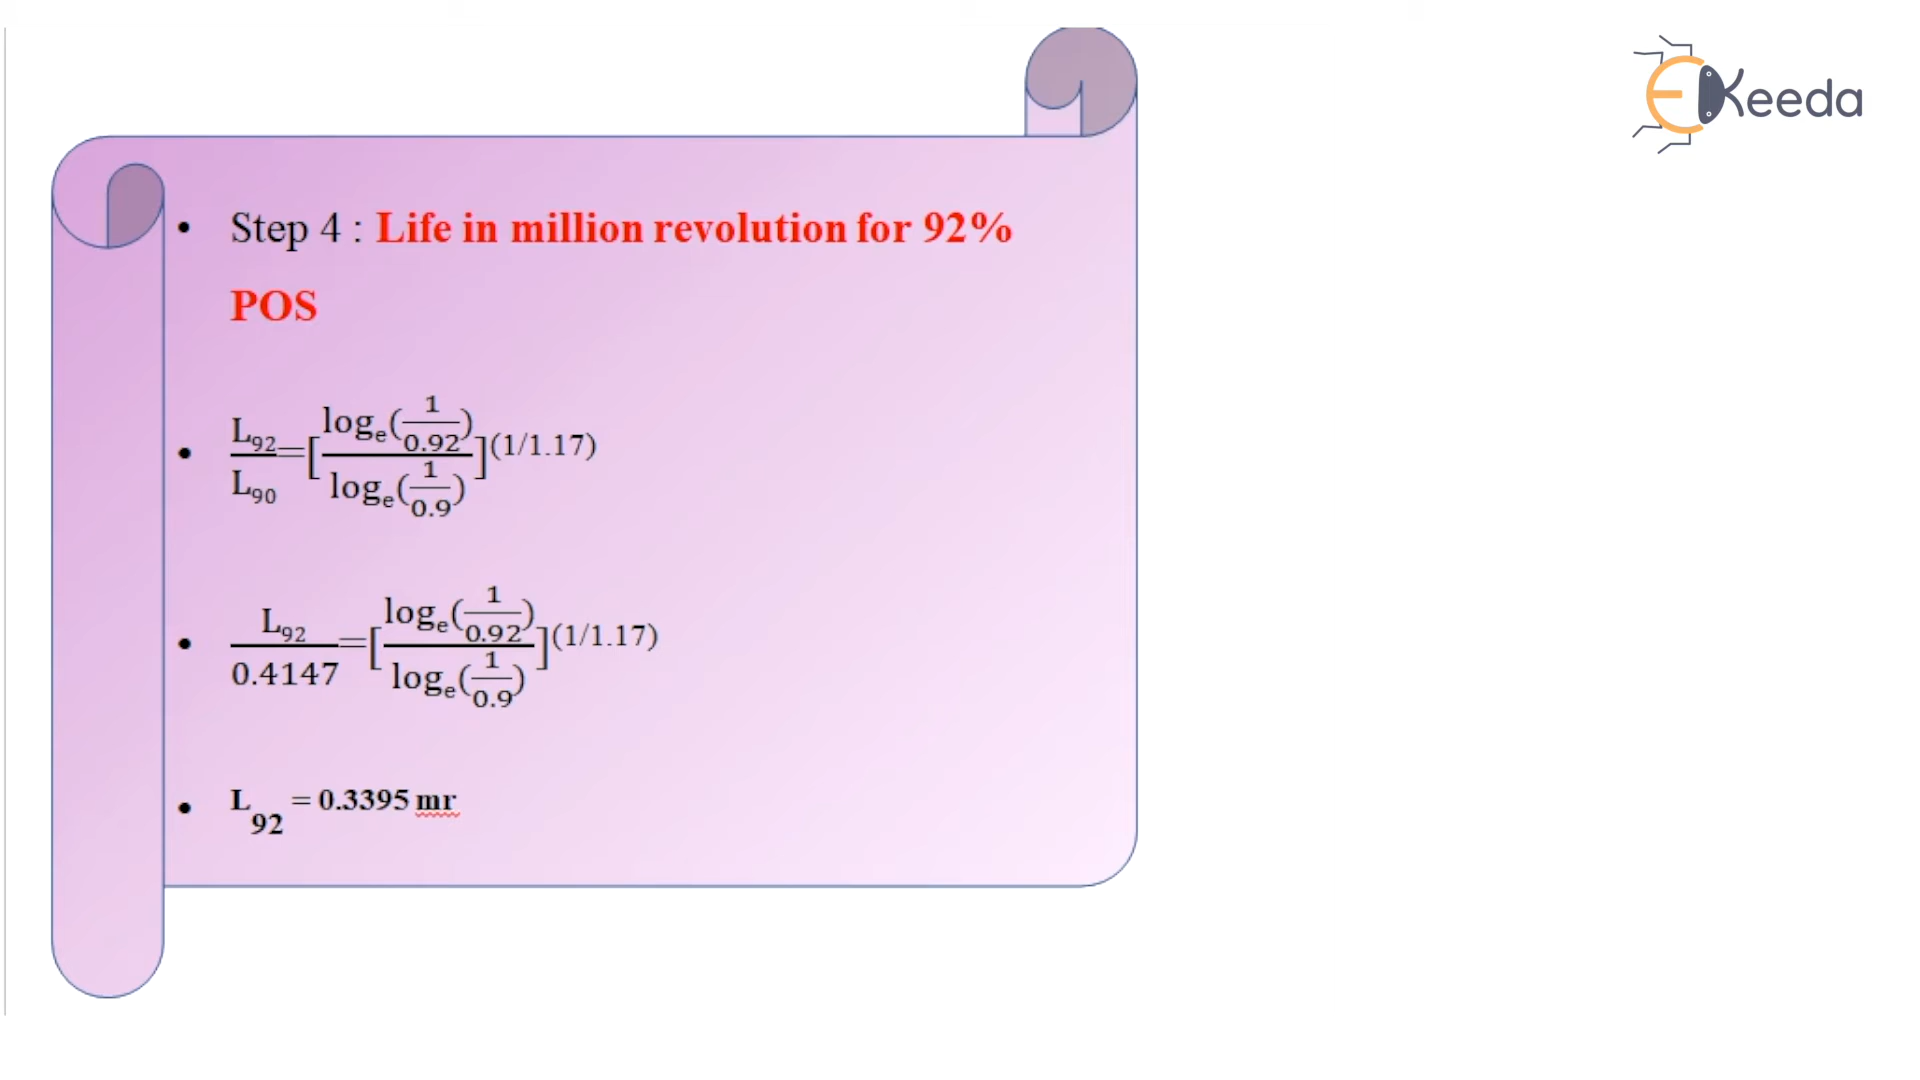 EKeeda
• Step 4 : Life in million revolution for 92%
POS
• L₉₂/L₉₀=[logₑ(1/0.92)/logₑ(1/0.9)]^(1/1.17)
• L₉₂/0.4147=[logₑ(1/0.92)/logₑ(1/0.9)]^(1/1.17)
• L₉₂ = 0.3395 mr